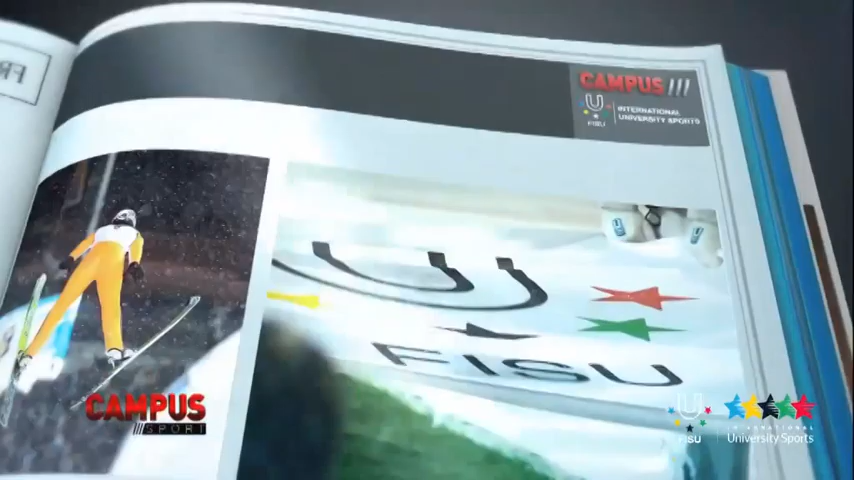 CAMPUS
FISU
INTERNATIONAL
UNIVERSITY SPORTS
FISU
CAMPUS
SPORT
FISU
INTERNATIONAL
University Sports